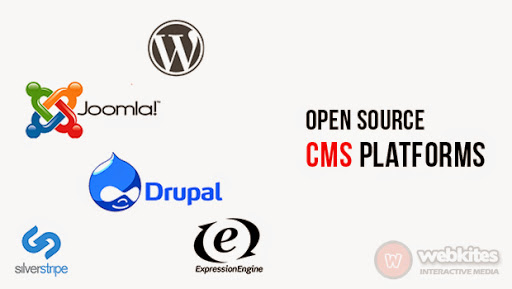 W
Joomla!
Drupal
silverstripe
e
ExpressionEngine
OPEN SOURCE
CMS PLATFORMS
W
webkites
INTERACTIVE MEDIA